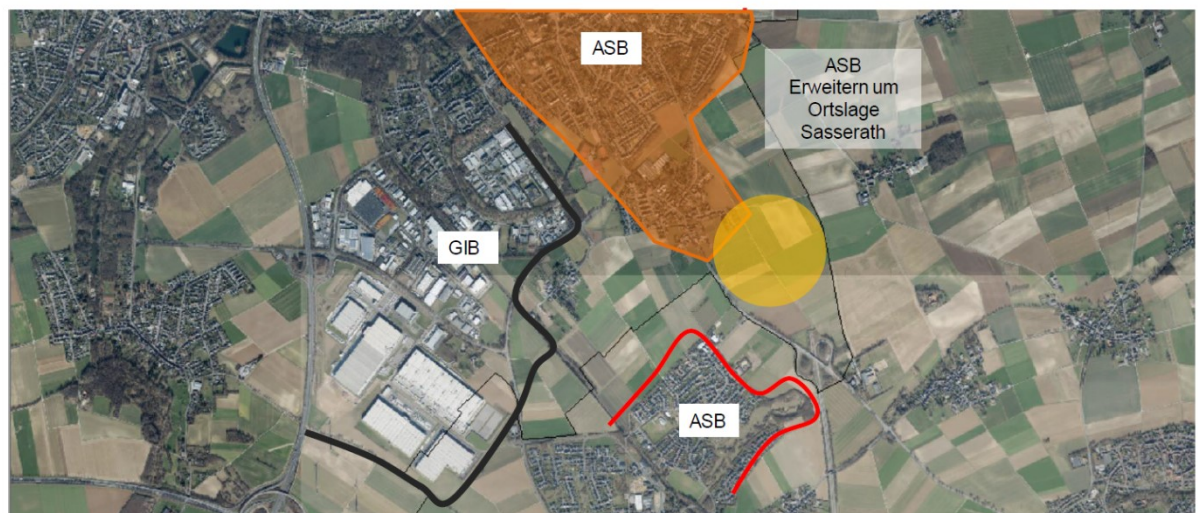 ASB
ASB
Erweitern um
Ortslage
Sasserath
GIB
ASB